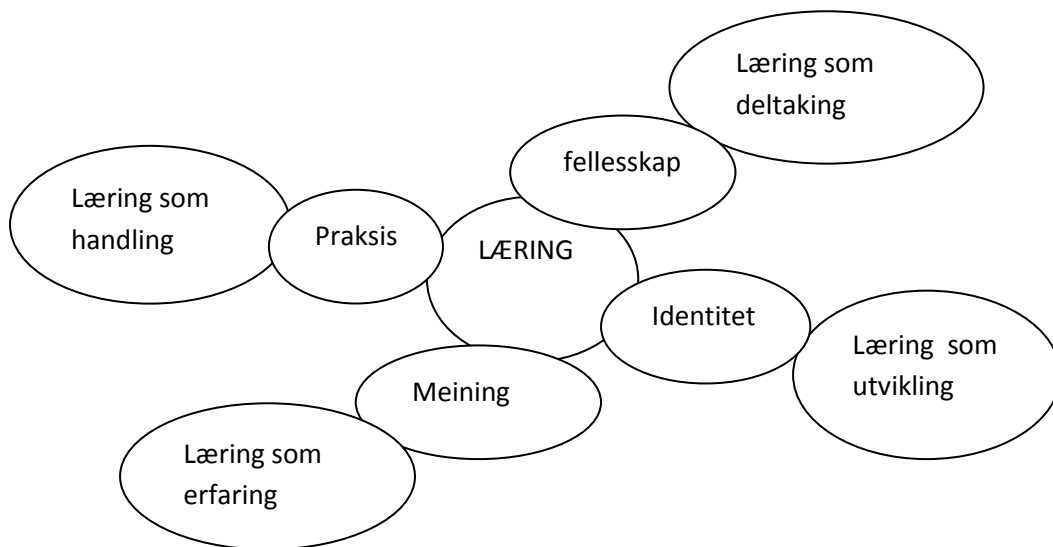 Læring som
deltaking
fellesskap
Læring som
handling
Praksis
LÆRING
Identitet
Læring  som
utvikling
Meining
Læring som
erfaring